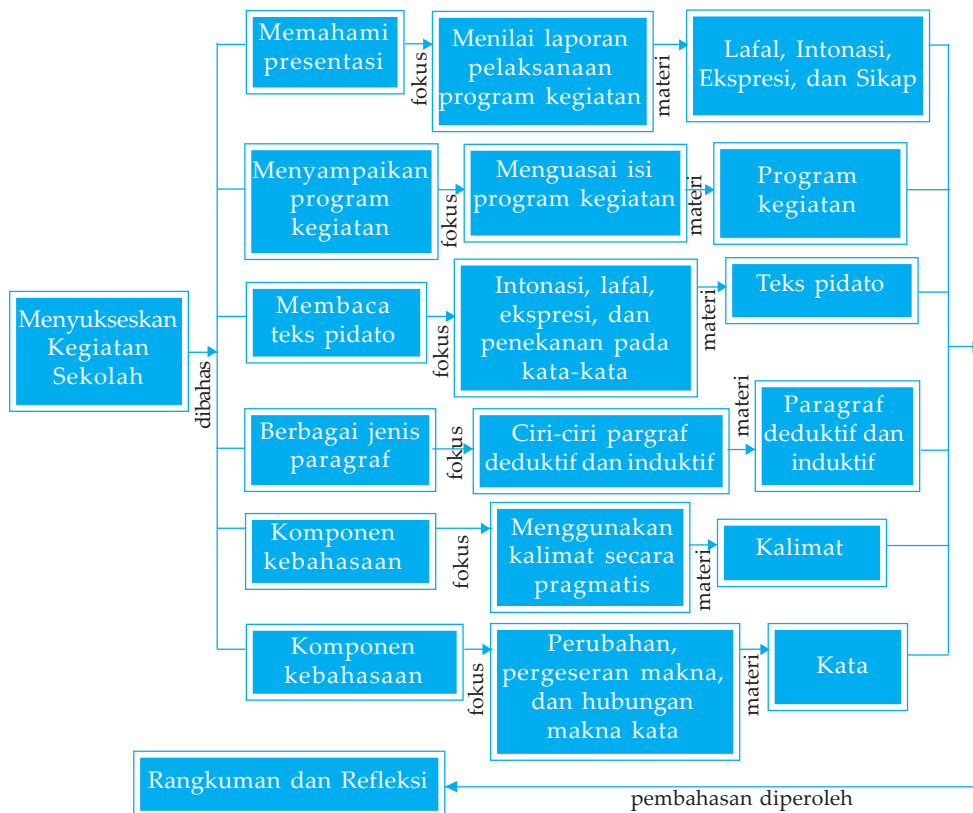 Memahami
presentasi
fokus
Menilai laporan
pelaksanaan
program kegiatan
materi
Lafal, Intonasi,
Ekspresi, dan Sikap
Menyampaikan
program
kegiatan
fokus
Menguasai isi
program kegiatan
materi
Program
kegiatan
Menyukseskan
Kegiatan
Sekolah
dibahas
Membaca
teks pidato
fokus
Intonasi, lafal,
ekspresi, dan
penekanan pada
kata-kata
materi
Teks pidato
Berbagai jenis
paragraf
fokus
Ciri-ciri pargraf
deduktif dan induktif
materi
Paragraf
deduktif dan
induktif
Komponen
kebahasaan
fokus
Menggunakan
kalimat secara
pragmatis
materi
Kalimat
Komponen
kebahasaan
fokus
Perubahan,
pergeseran makna,
dan hubungan
makna kata
materi
Kata
Rangkuman dan Refleksi
pembahasan diperoleh